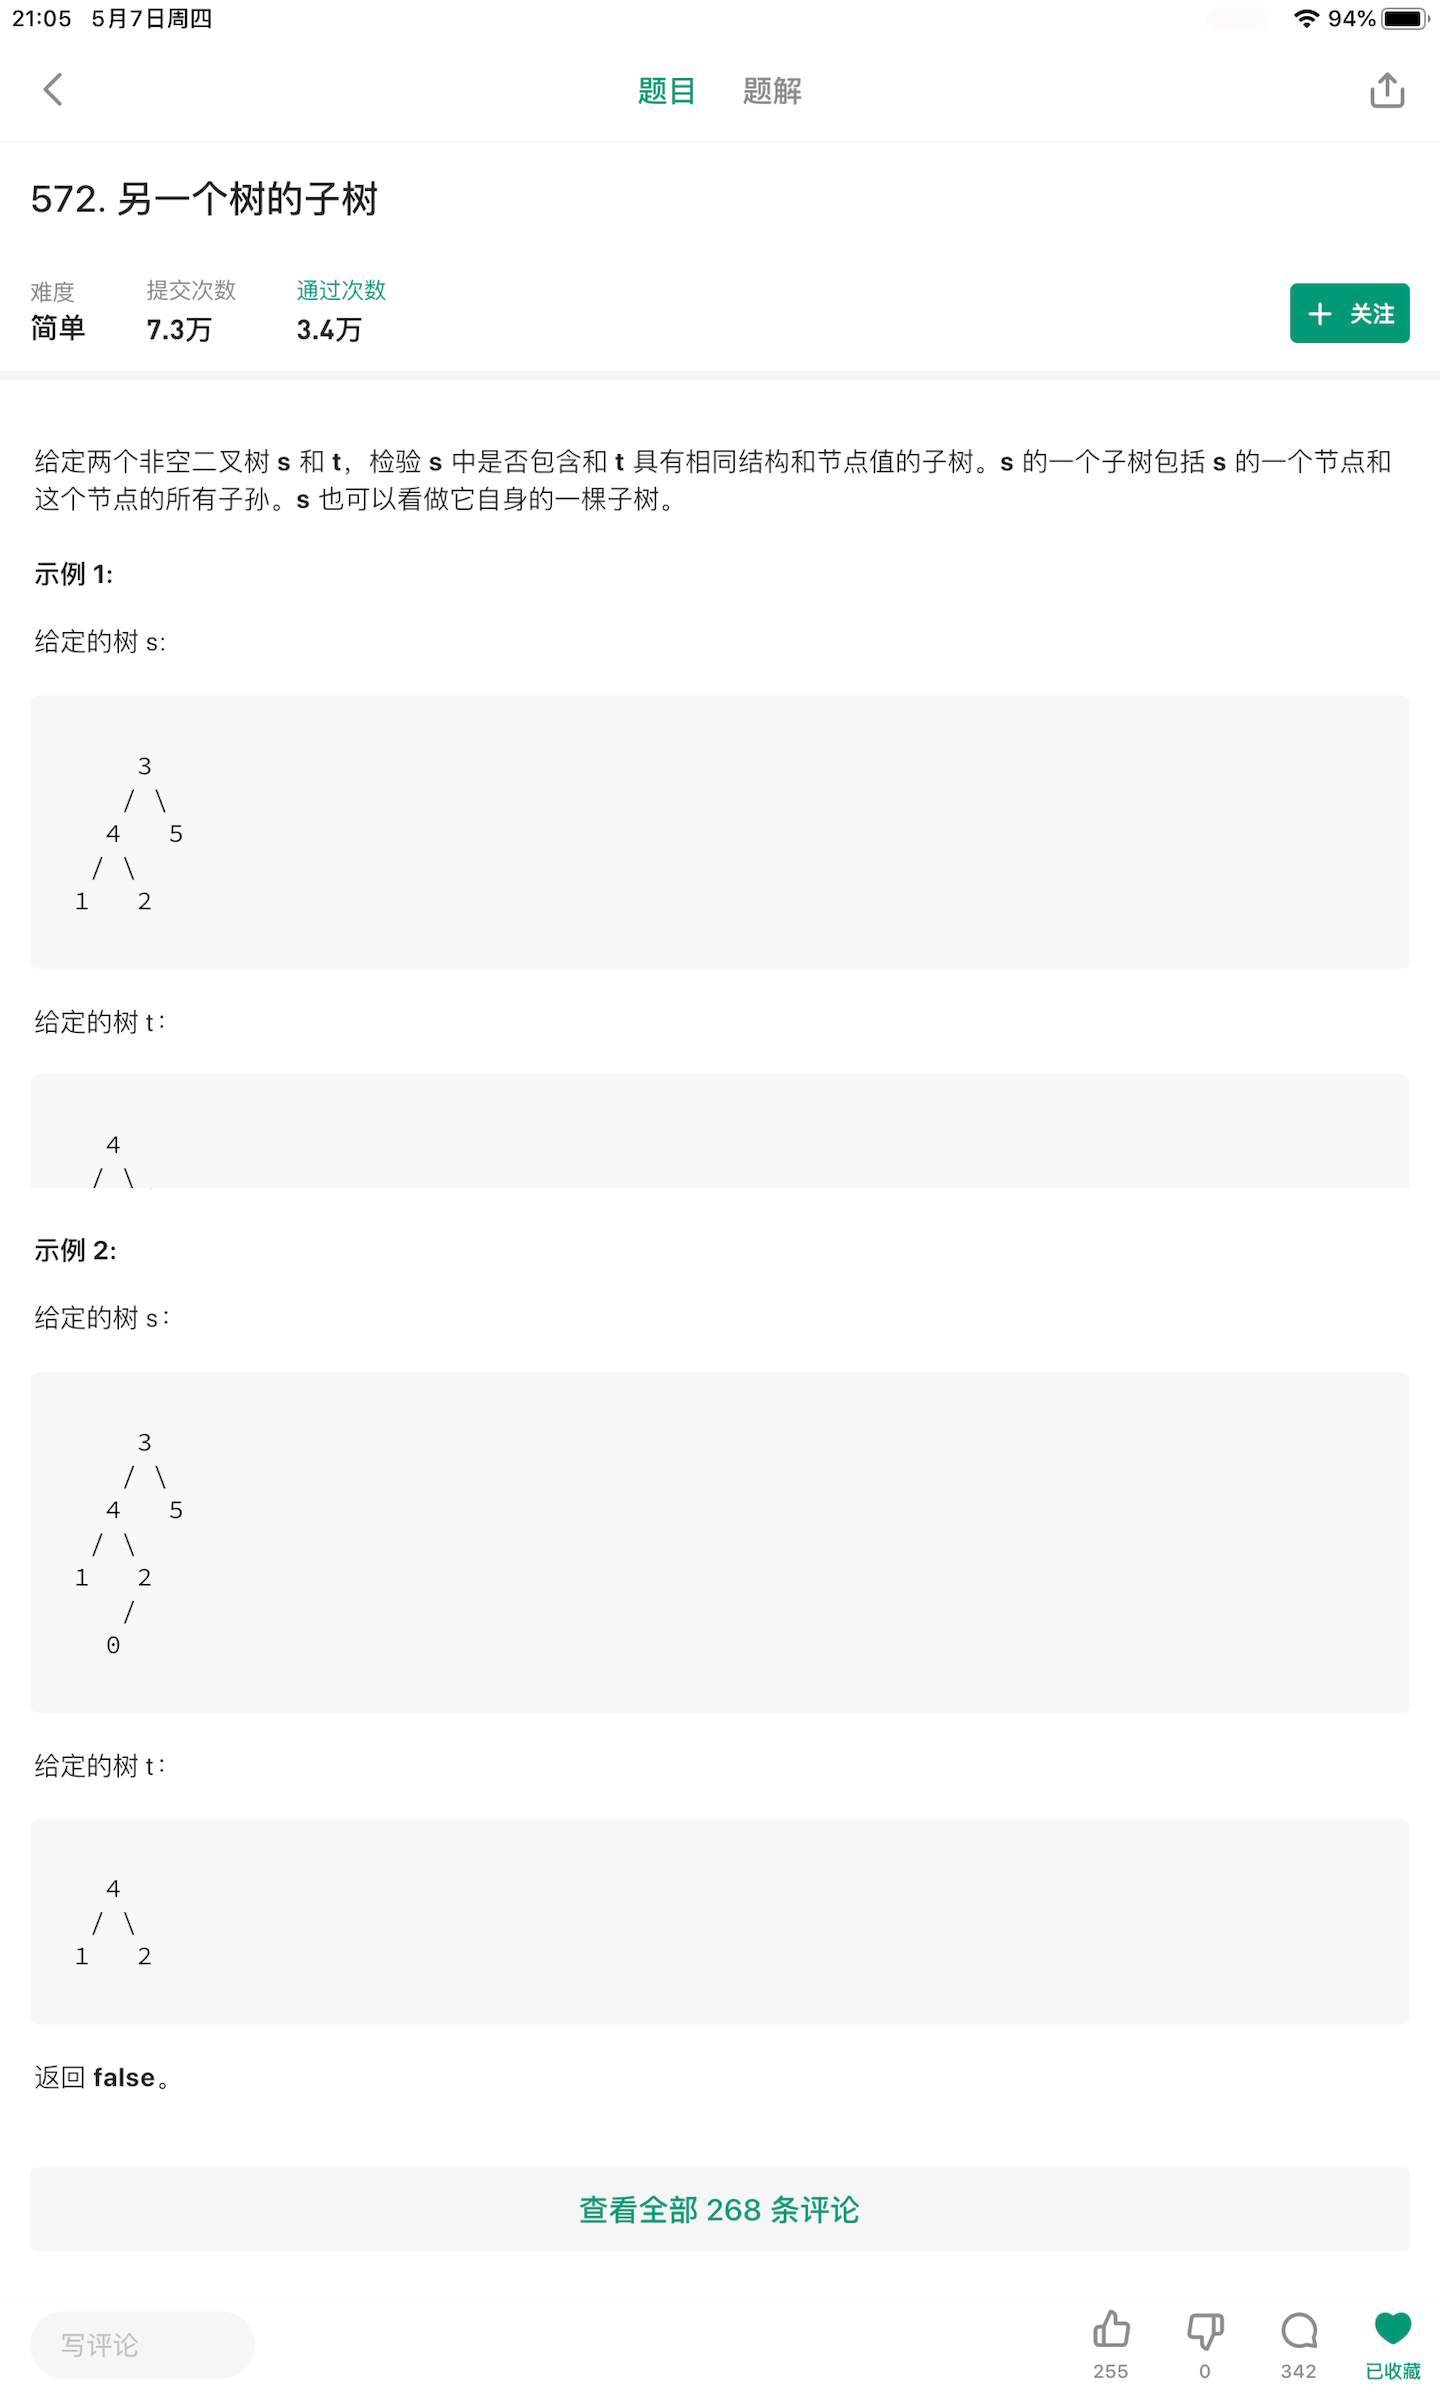 21:05 5月7日周四 94%
题目 题解
572. 另一个树的子树
难度 提交次数 通过次数
简单 7.3万 3.4万
+ 关注
给定两个非空二叉树 s 和 t，检验 s 中是否包含和 t 具有相同结构和节点值的子树。s 的一个子树包括 s 的一个节点和
这个节点的所有子孙。s 也可以看做它自身的一棵子树。
示例 1:
给定的树 s:
3
/ \
4 5
/ \
1 2
给定的树 t：
4
/ \
示例 2:
给定的树 s：
3
/ \
4 5
/ \
1 2
/
0
给定的树 t：
4
/ \
1 2
返回 false。
查看全部 268 条评论
写评论
255 0 342 已收藏